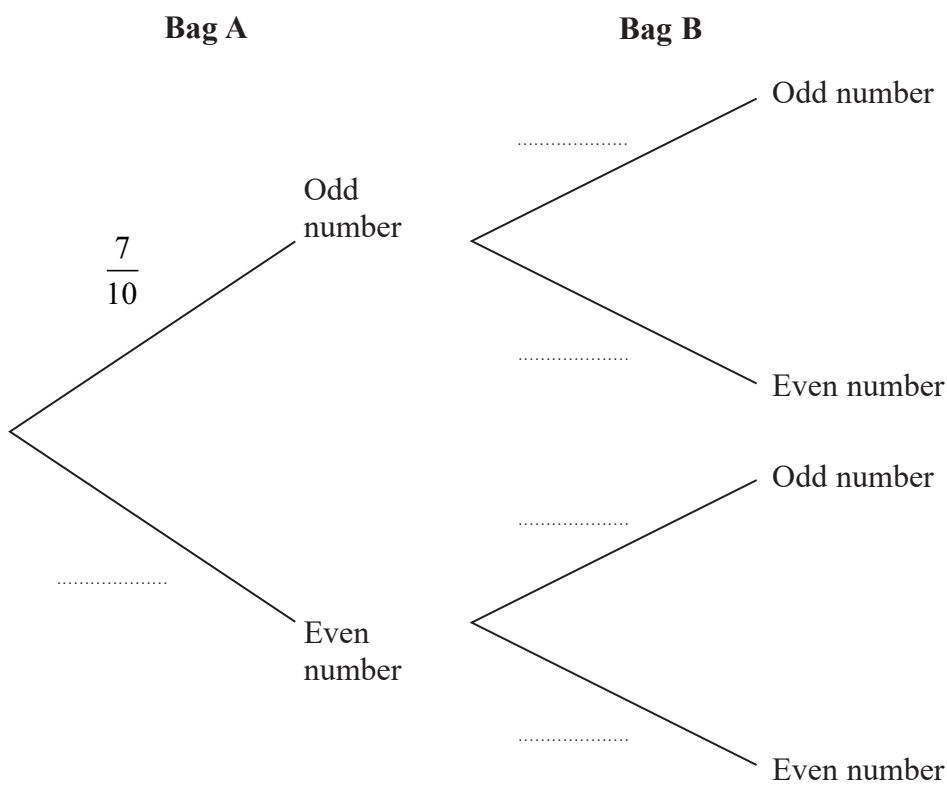 Bag A
Bag B
Odd number
....................
Odd
number
7
10
....................
Even number
Odd number
....................
....................
Even
number
....................
Even number